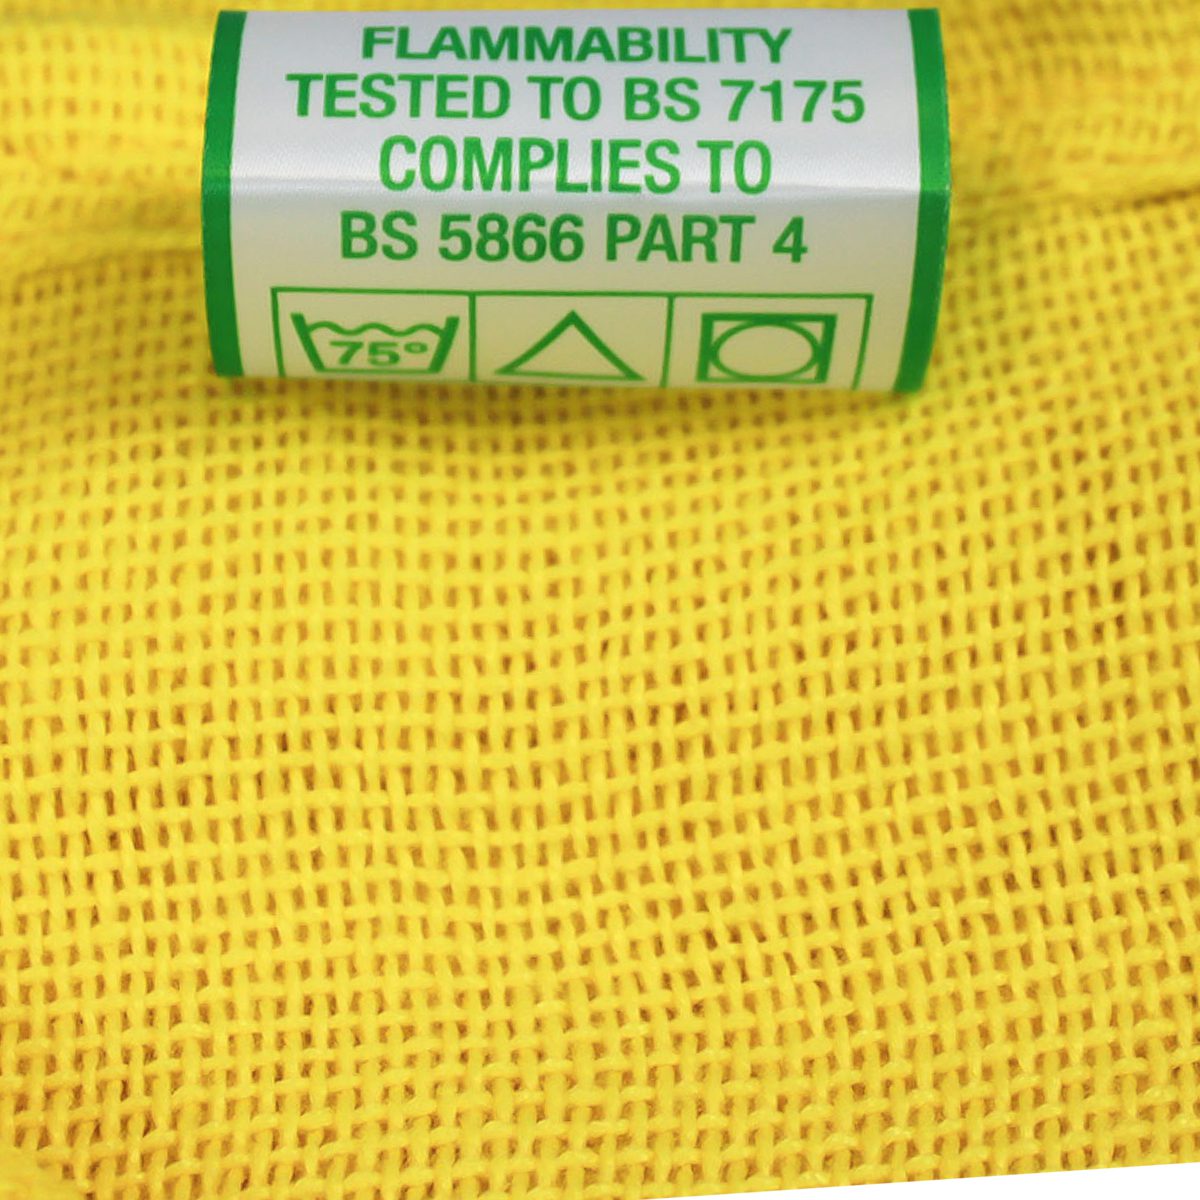 FLAMMABILITY
TESTED TO BS 7175
COMPLIES TO
BS 5866 PART 4
75°